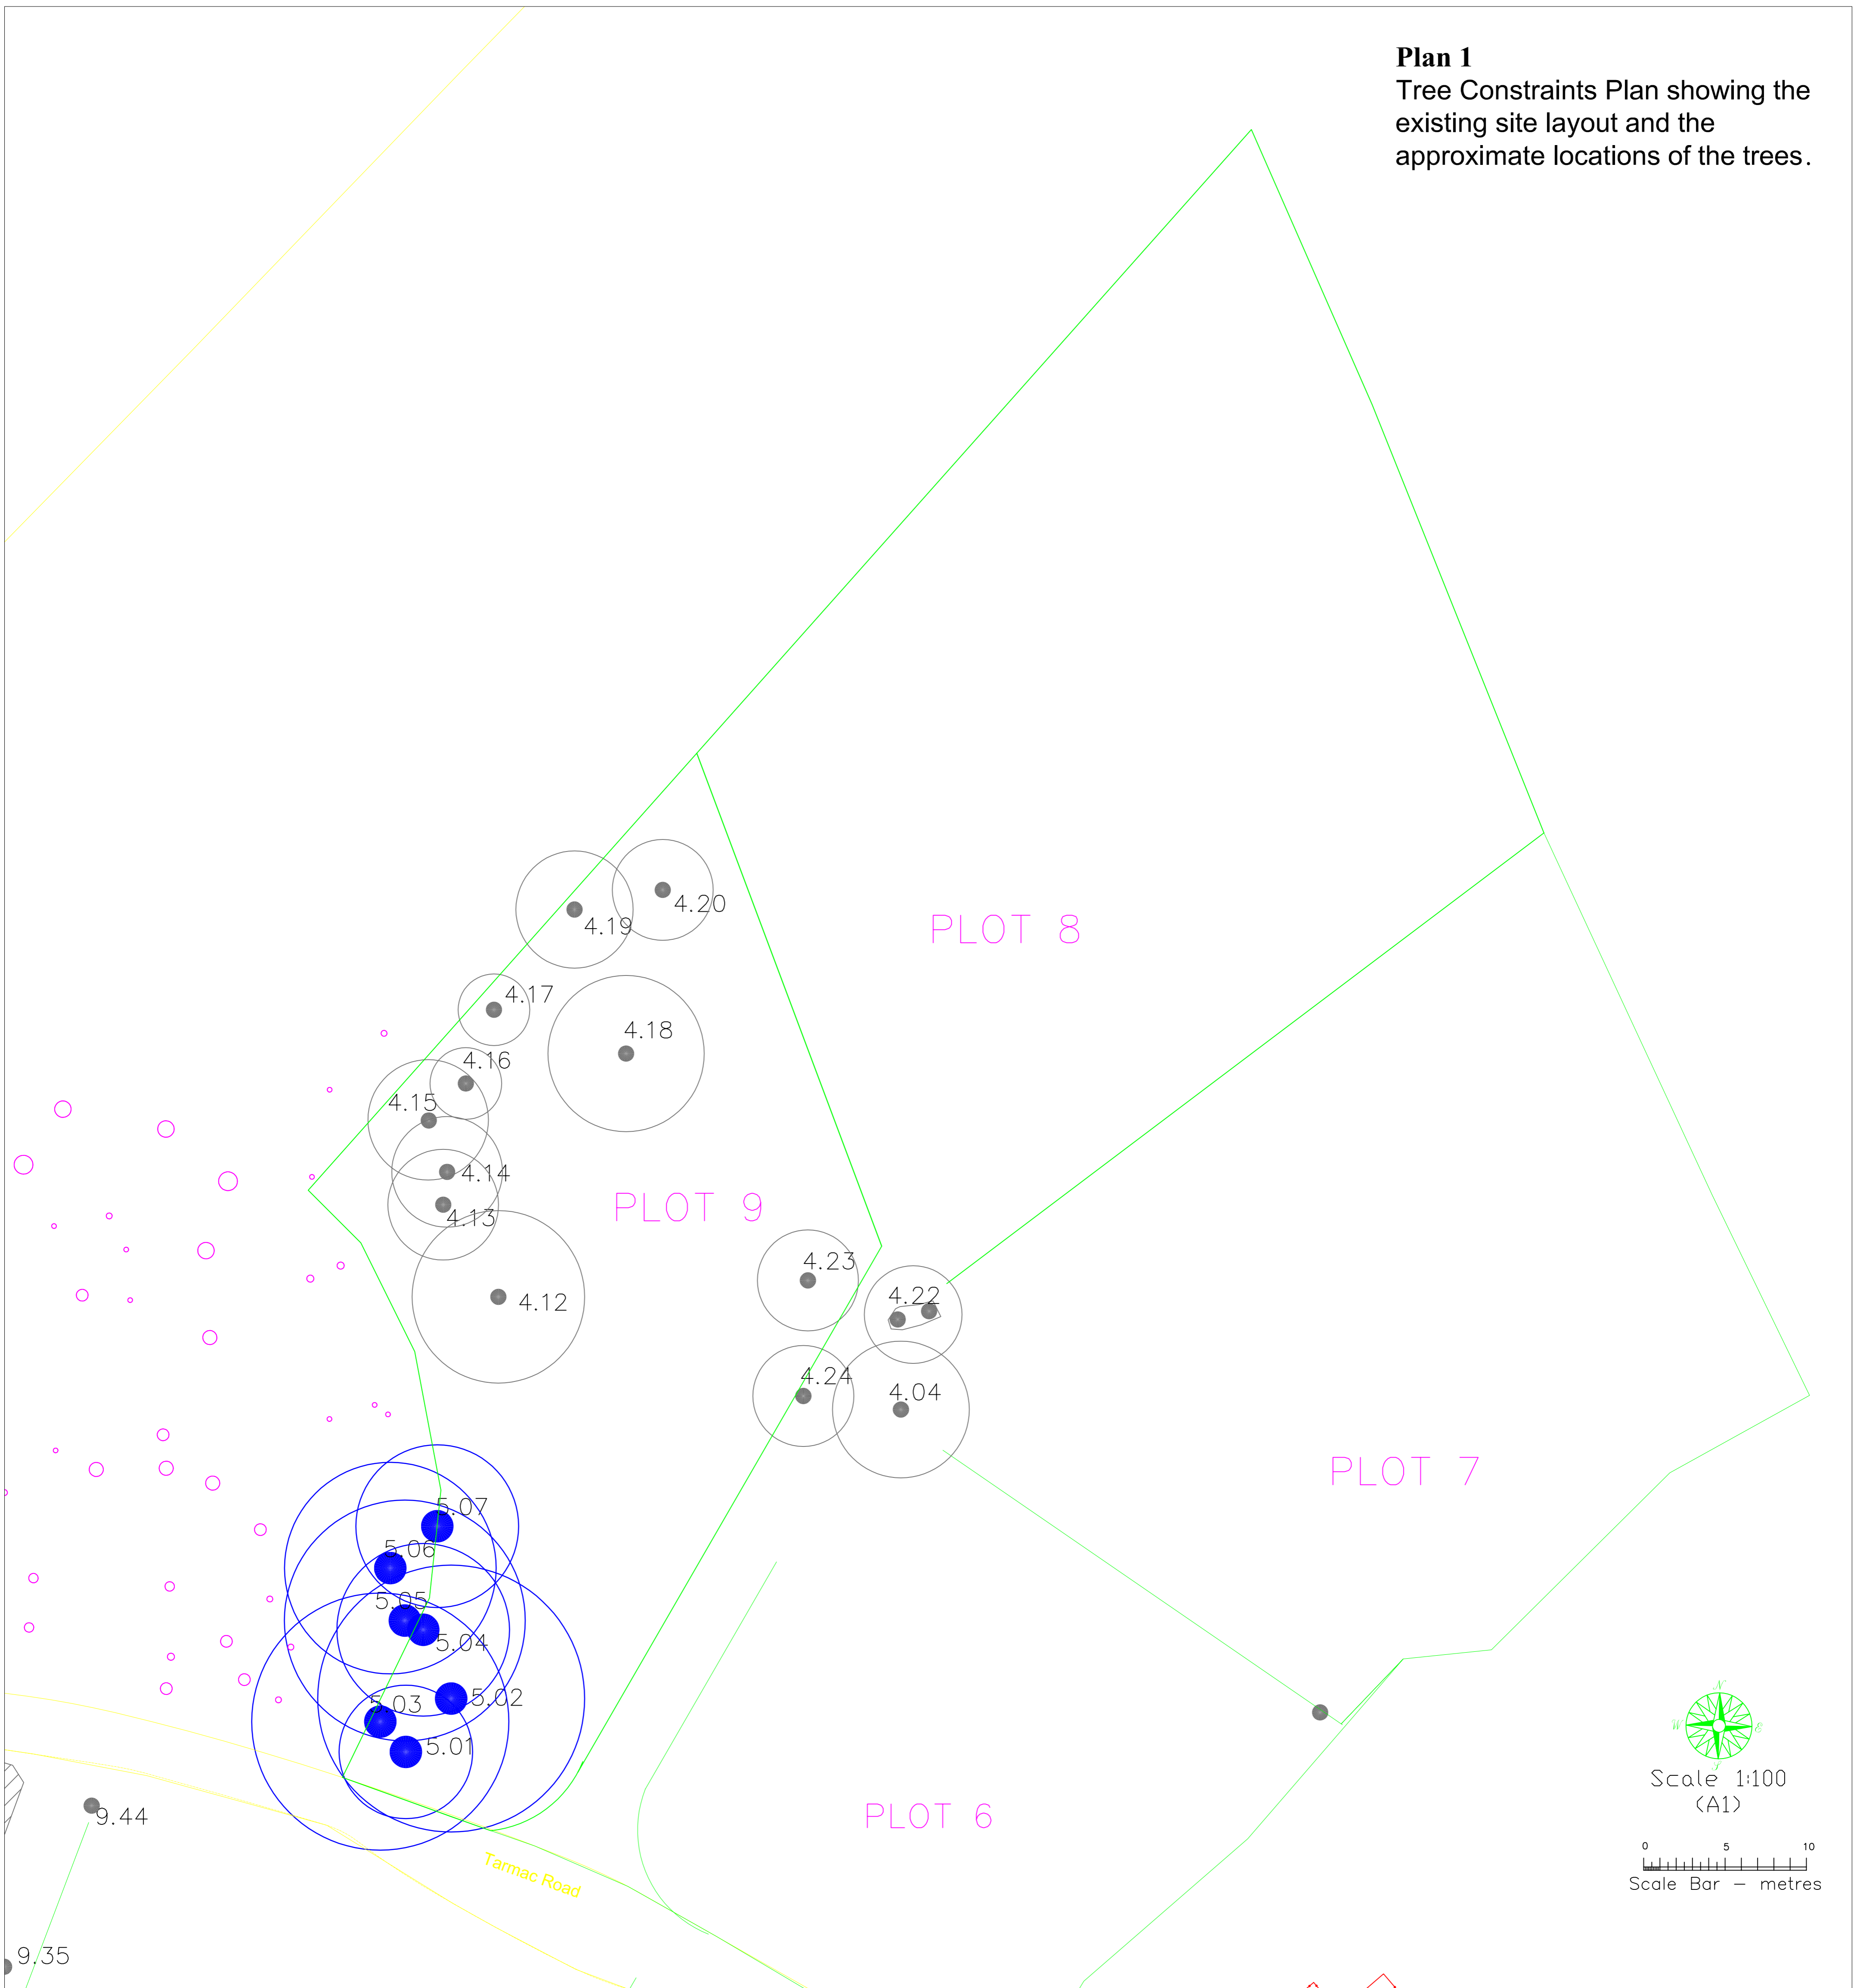 Plan 1
Tree Constraints Plan showing the
existing site layout and the
approximate locations of the trees.
4.20
4.19
PLOT 8
4.17
4.18
4.16
4.15
4.14
4.13
PLOT 9
4.23
4.22
4.12
4.24
4.04
PLOT 7
5.07
5.06
5.05
5.04
5.03
5.02
5.01
N
W
E
S
Scale 1:100
(A1)
PLOT 6
9.44
Tarmac Road
0 5 10
Scale Bar - metres
9.35